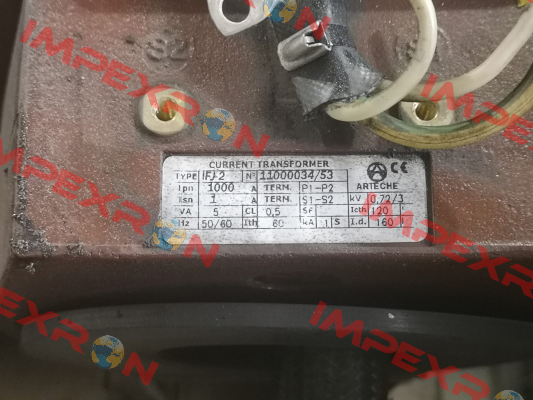 S2
CURRENT TRANSFORMER
TYPE IFJ-2 Nº 11000034/53
Ipn 1000 A TERM. P1-P2 ARTECHE CE
Isn 1 A TERM. S1-S2 kV 0,72/3
VA 5 CL 0,5 Sf Icth 120
Hz 50/60 Ith 60 kA 1 S I.d. 160
IMPEXRON
IMPEXRON
IMPEXRON
IMPEXRON